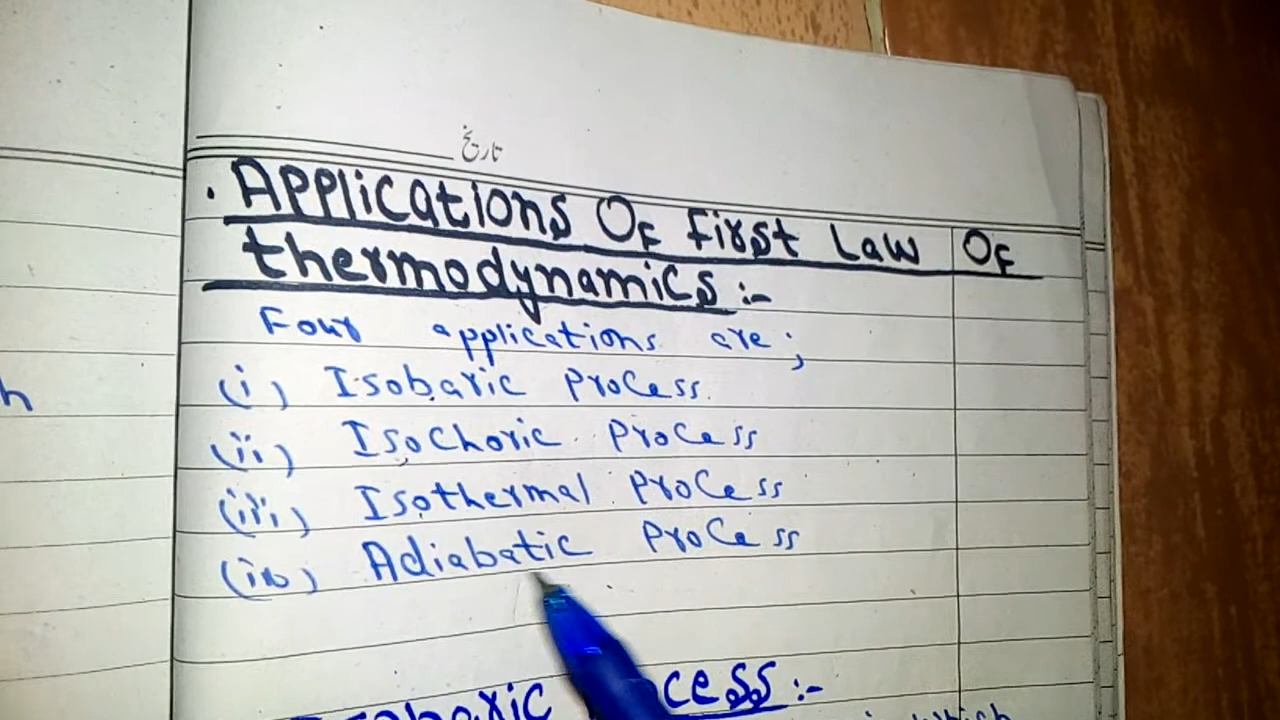 تاریخ
. Applications Of First Law Of
thermodynamics :-
Four applications are;
(i) Isobaric Process.
h
(ii) Isochoric Process
(iii) Isothermal Process
(iv) Adiabatic Process
which